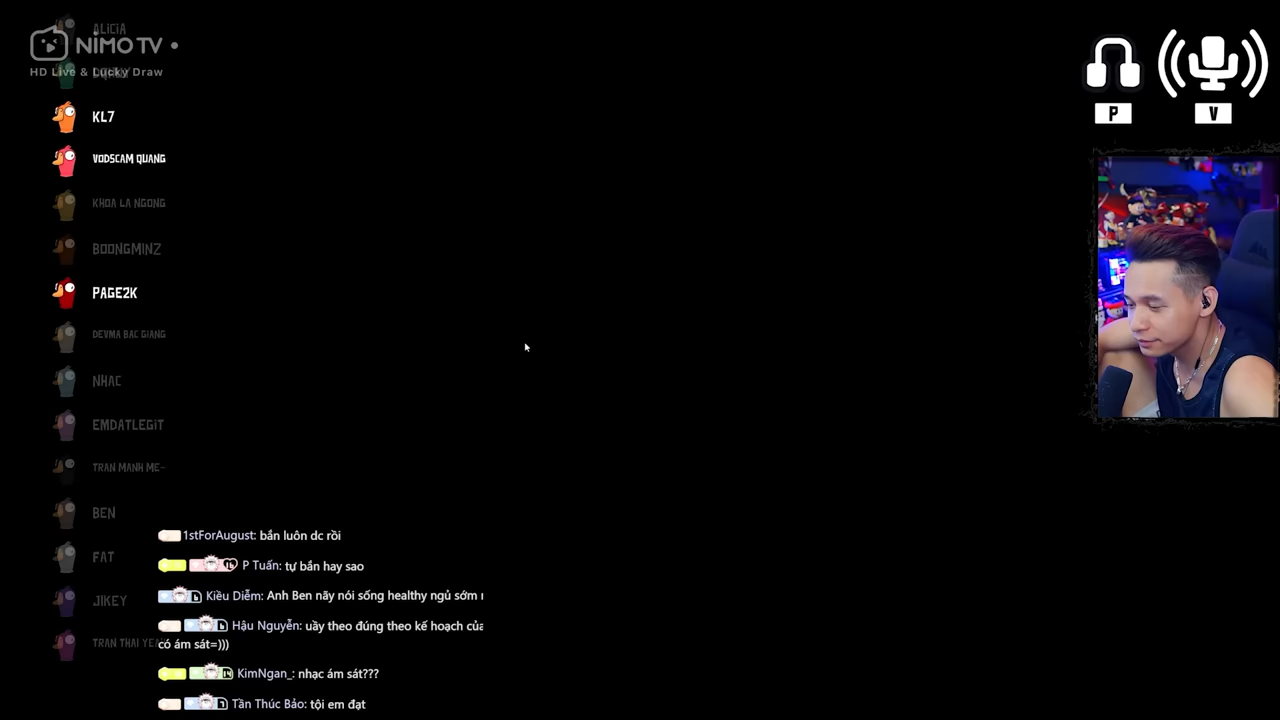 ALICIA
NIMO TV
HD Live & Lucky Draw
KL7
VODSCAM QUANG
KHOA LA NGONG
BOONGMINZ
PAGE2K
DEVMA BAC GIANG
NHAC
EMDATLEGIT
TRAN MANH ME~
BEN
FAT
JIKEY
TRAN THAI YEA
P
V
1stForAugust: bắn luôn dc rồi
P Tuấn: tự bắn hay sao
Kiều Diễm: Anh Ben nãy nói sống healthy ngủ sớm
Hậu Nguyễn: uầy theo đúng theo kế hoạch của
có ám sát=)))
KimNgan_: nhạc ám sát???
Tần Thúc Bảo: tội em đạt